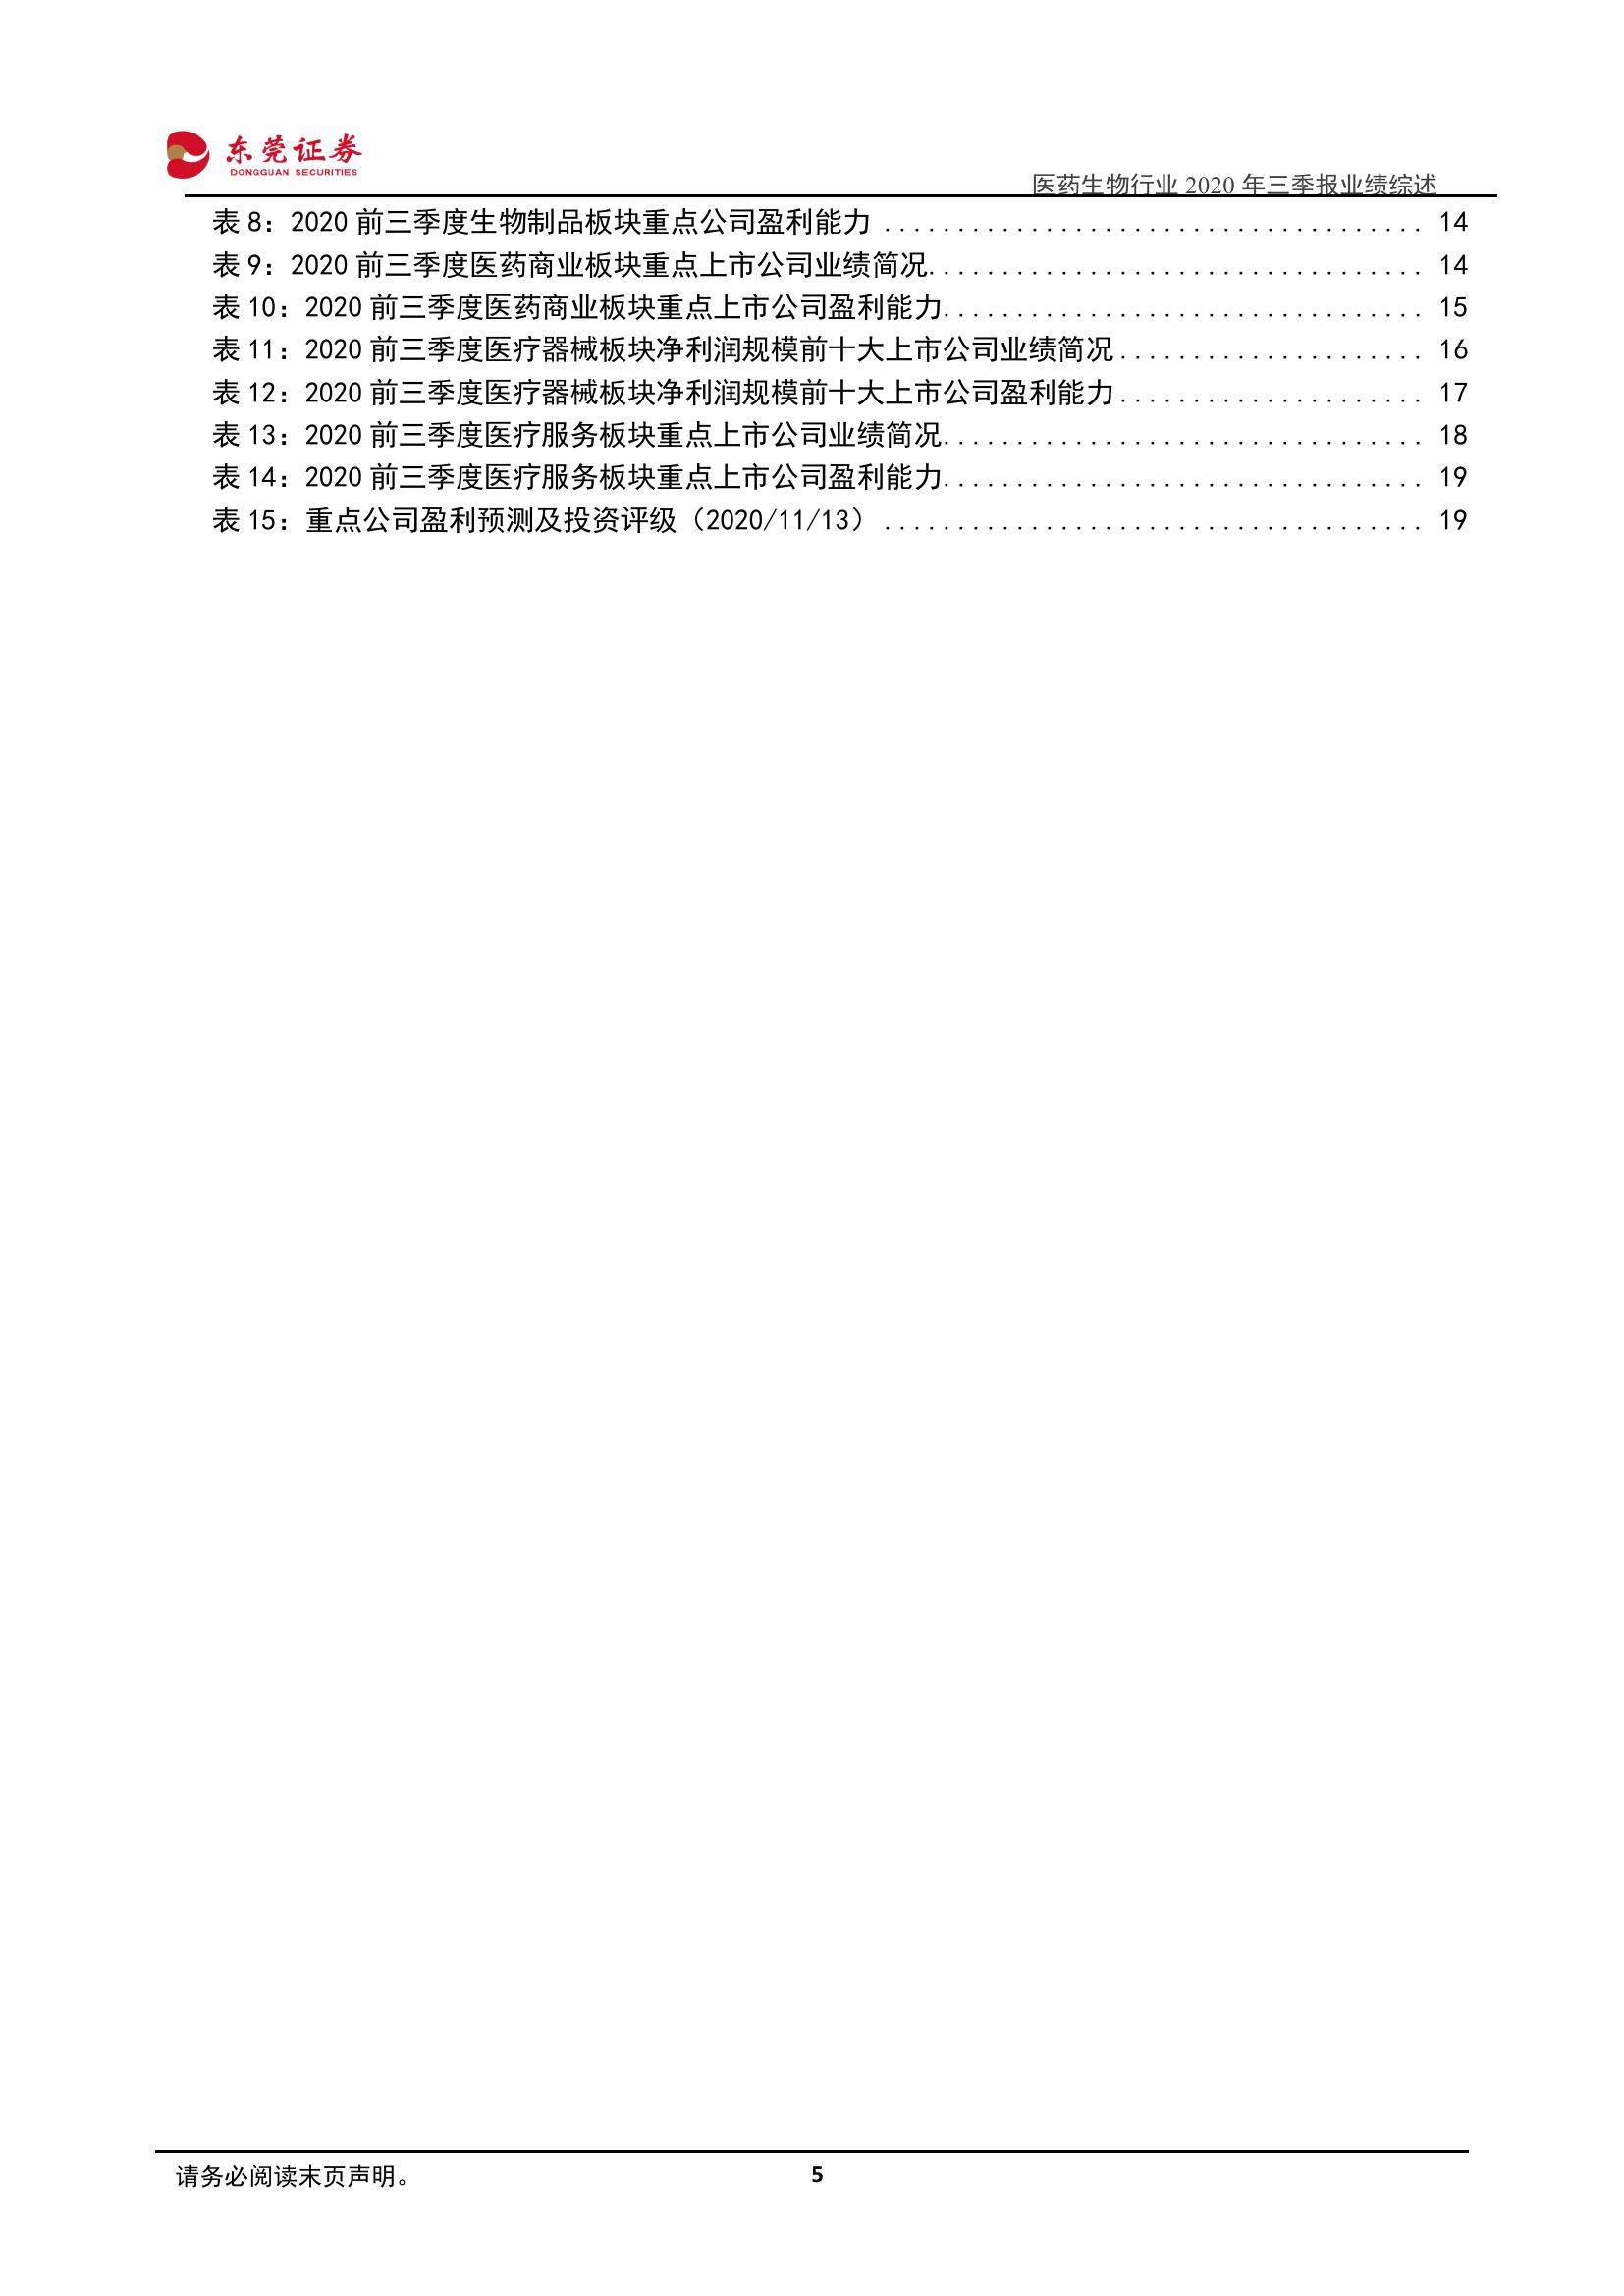 东莞证券
DONGGUAN SECURITIES
医药生物行业 2020 年三季报业绩综述
表 8：2020 前三季度生物制品板块重点公司盈利能力 ..................................... 14
表 9：2020 前三季度医药商业板块重点上市公司业绩简况.................................. 14
表 10：2020 前三季度医药商业板块重点上市公司盈利能力................................. 15
表 11：2020 前三季度医疗器械板块净利润规模前十大上市公司业绩简况..................... 16
表 12：2020 前三季度医疗器械板块净利润规模前十大上市公司盈利能力..................... 17
表 13：2020 前三季度医疗服务板块重点上市公司业绩简况................................. 18
表 14：2020 前三季度医疗服务板块重点上市公司盈利能力................................. 19
表 15：重点公司盈利预测及投资评级（2020/11/13）..................................... 19
请务必阅读末页声明。
5